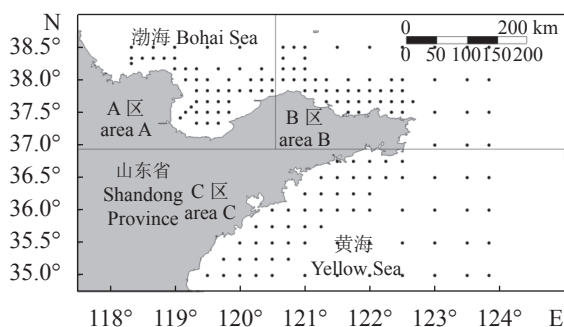 N
渤海 Bohai Sea
0 200 km
0 50 100 150 200
38.5°
38.0°
37.5°
37.0°
36.5°
36.0°
35.5°
35.0°
A 区
area A
B 区
area B
山东省
Shandong
Province
C 区
area C
黄海
Yellow Sea
118° 119° 120° 121° 122° 123° 124° E